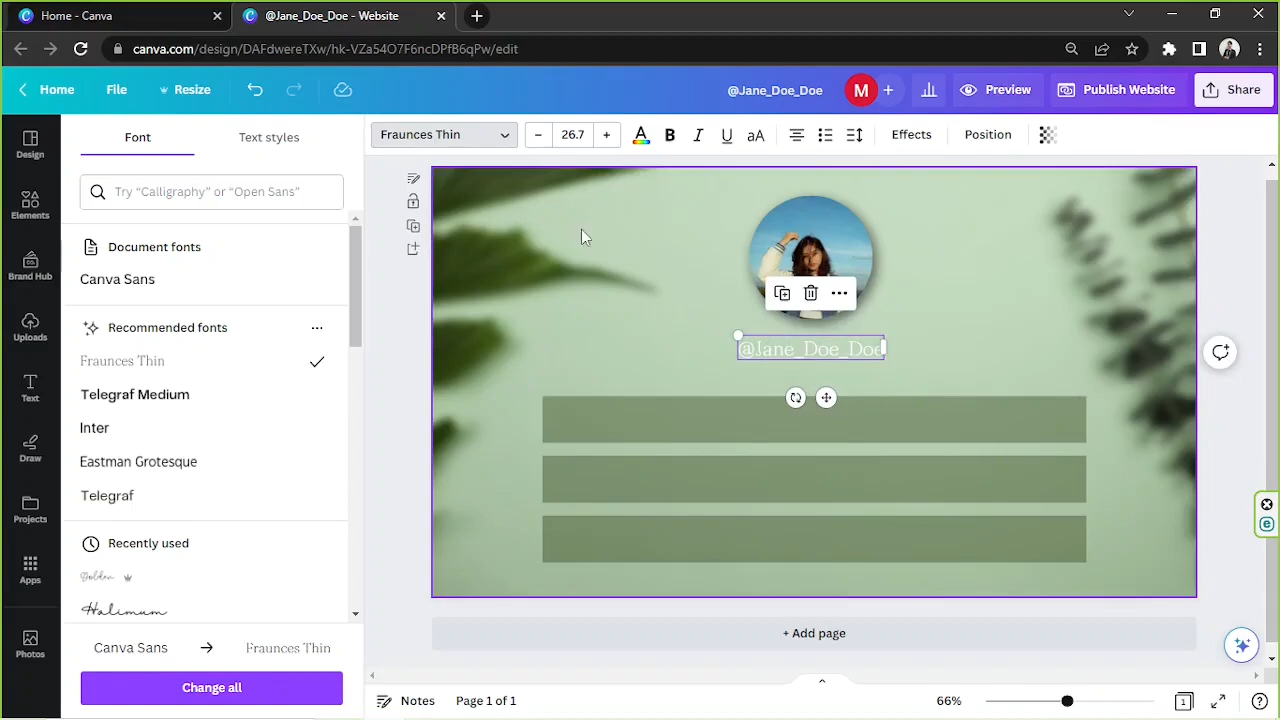 Home - Canva
@Jane_Doe_Doe - Website
canva.com/design/DAFdwereTXw/hk-VZa54O7F6ncDPfB6qPw/edit
Home
File
Resize
@Jane_Doe_Doe
M
Preview
Publish Website
Share
Design
Elements
Brand Hub
Uploads
Text
Draw
Projects
Apps
Photos
Font
Text styles
Try “Calligraphy” or “Open Sans”
Document fonts
Canva Sans
Recommended fonts
Fraunces Thin
Telegraf Medium
Inter
Eastman Grotesque
Telegraf
Recently used
Golden
Halimum
Canva Sans
Fraunces Thin
Change all
Fraunces Thin
26.7
A
B
I
U
aA
Effects
Position
@Jane_Doe_Doe
+ Add page
Notes
Page 1 of 1
66%
1